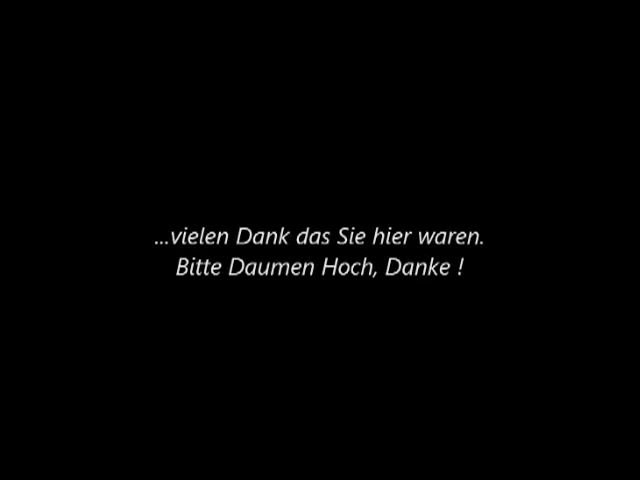 ...vielen Dank das Sie hier waren.
Bitte Daumen Hoch, Danke !